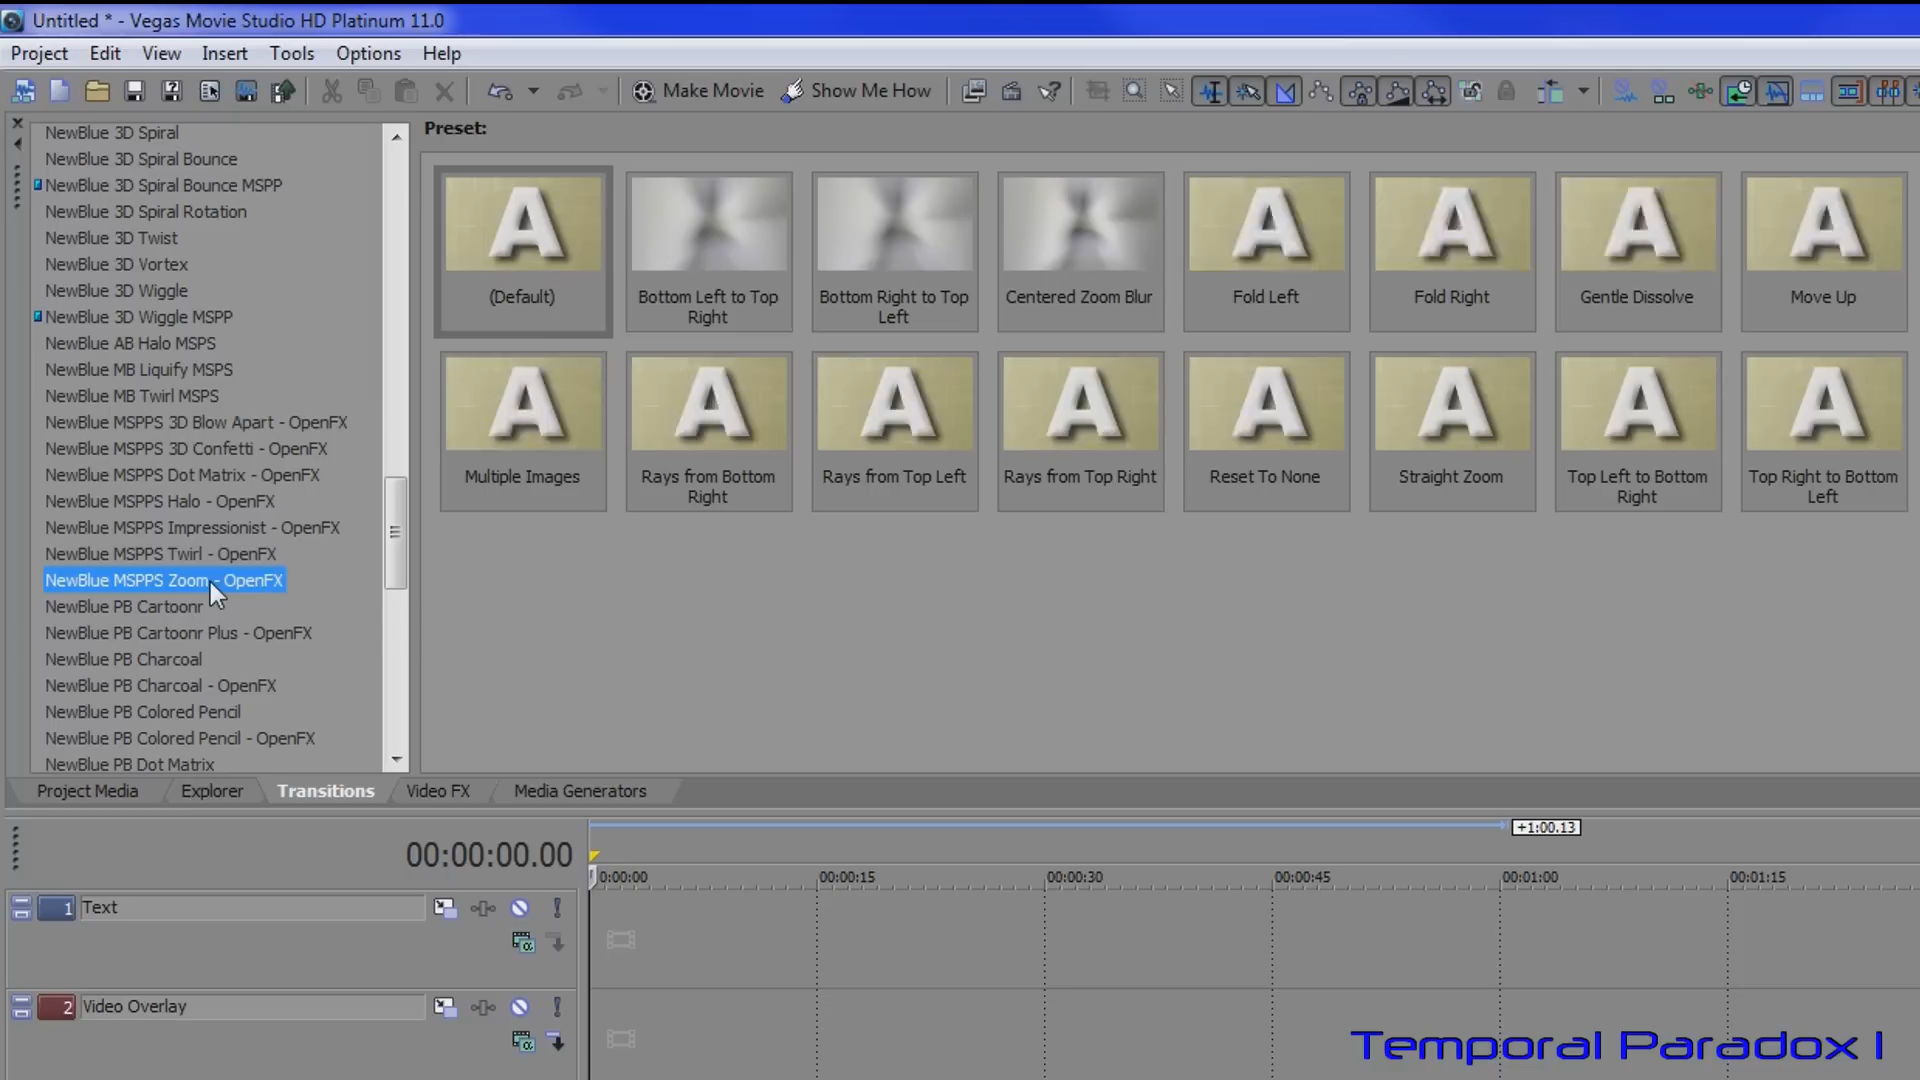 Untitled * - Vegas Movie Studio HD Platinum 11.0
Project Edit View Insert Tools Options Help
Make Movie Show Me How
NewBlue 3D Spiral
NewBlue 3D Spiral Bounce
NewBlue 3D Spiral Bounce MSPP
NewBlue 3D Spiral Rotation
NewBlue 3D Twist
NewBlue 3D Vortex
NewBlue 3D Wiggle
NewBlue 3D Wiggle MSPP
NewBlue AB Halo MSPS
NewBlue MB Liquify MSPS
NewBlue MB Twirl MSPS
NewBlue MSPPS 3D Blow Apart - OpenFX
NewBlue MSPPS 3D Confetti - OpenFX
NewBlue MSPPS Dot Matrix - OpenFX
NewBlue MSPPS Halo - OpenFX
NewBlue MSPPS Impressionist - OpenFX
NewBlue MSPPS Twirl - OpenFX
NewBlue MSPPS Zoom - OpenFX
NewBlue PB Cartoonr
NewBlue PB Cartoonr Plus - OpenFX
NewBlue PB Charcoal
NewBlue PB Charcoal - OpenFX
NewBlue PB Colored Pencil
NewBlue PB Colored Pencil - OpenFX
NewBlue PB Dot Matrix
Preset:
A A A A A
(Default) Bottom Left to Top Bottom Right to Top Centered Zoom Blur Fold Left Fold Right Gentle Dissolve Move Up
Right Left
A A A A A A A A
Multiple Images Rays from Bottom Rays from Top Left Rays from Top Right Reset To None Straight Zoom Top Left to Bottom Top Right to Bottom
Right Right Left
Project Media Explorer Transitions Video FX Media Generators
+1:00.13
00:00:00.00
0:00:00 00:00:15 00:00:30 00:00:45 00:01:00 00:01:15
1 Text
2 Video Overlay
Temporal Paradox I